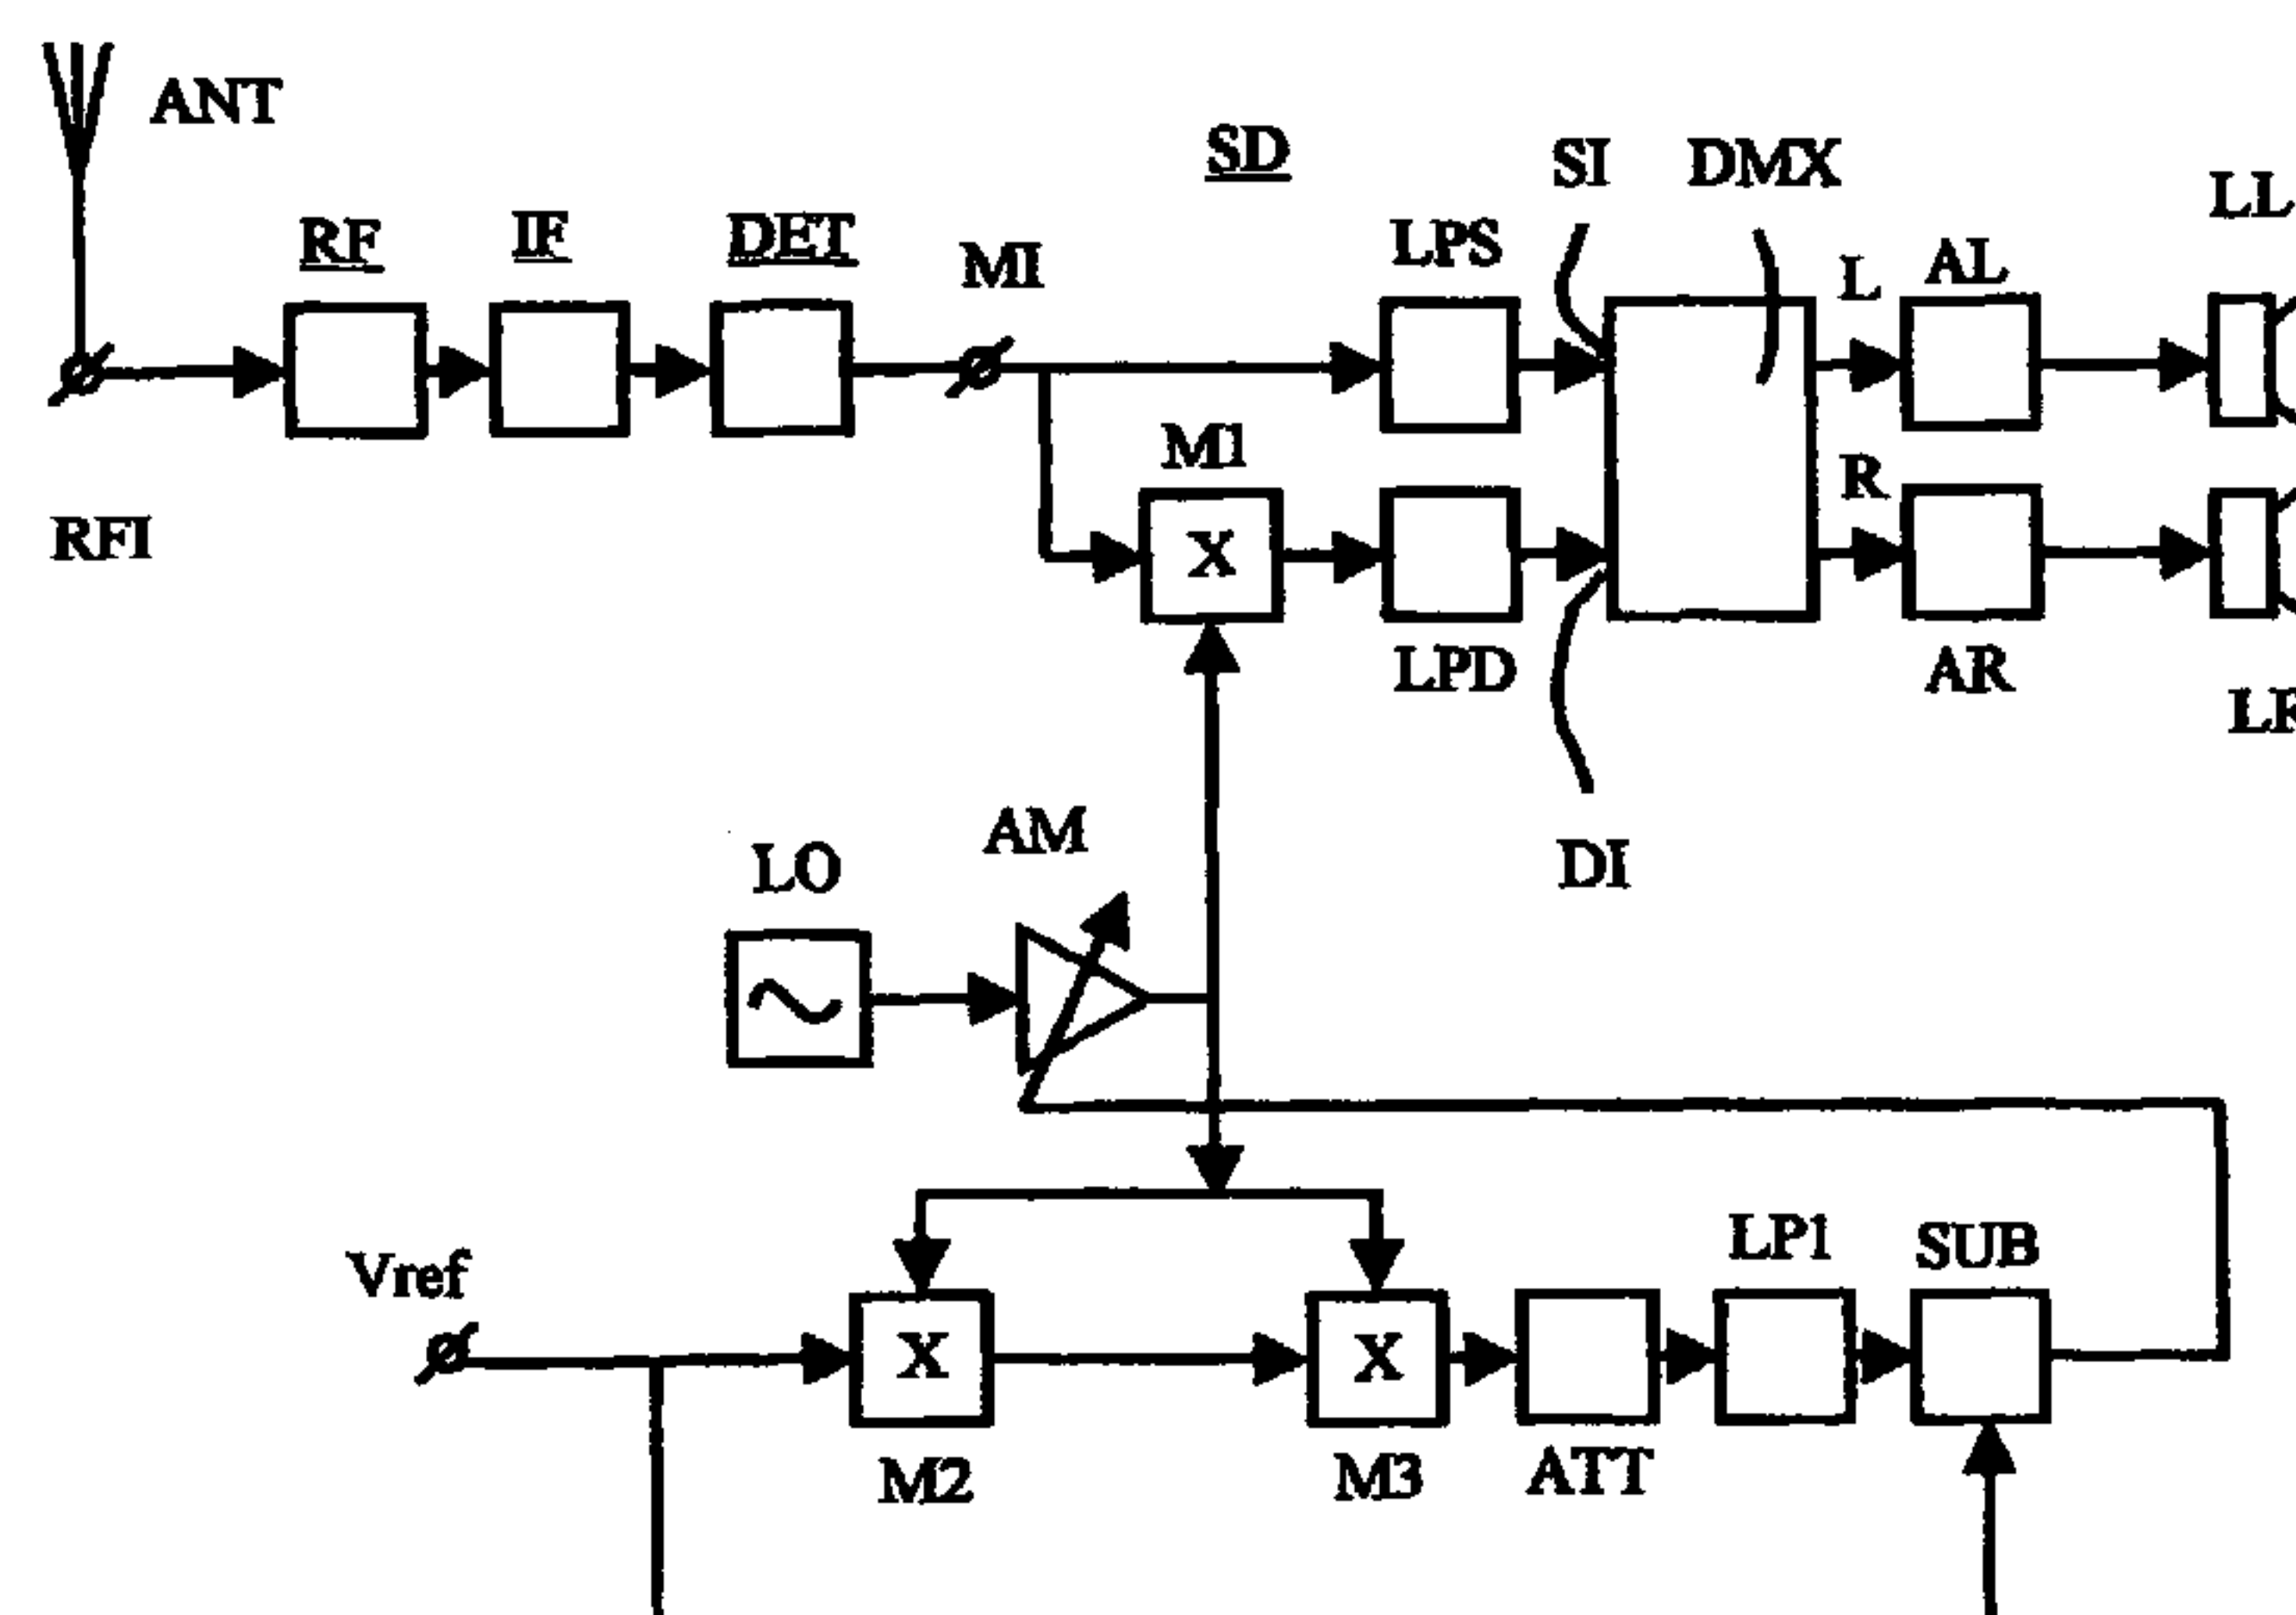 ANT
SD
SI
DMX
LL
RF
IF
DET
MI
LPS
L
AL
M1
R
X
RFI
LPD
AR
AM
LO
DI
Vref
LP1
SUB
X
X
M2
M3
ATT